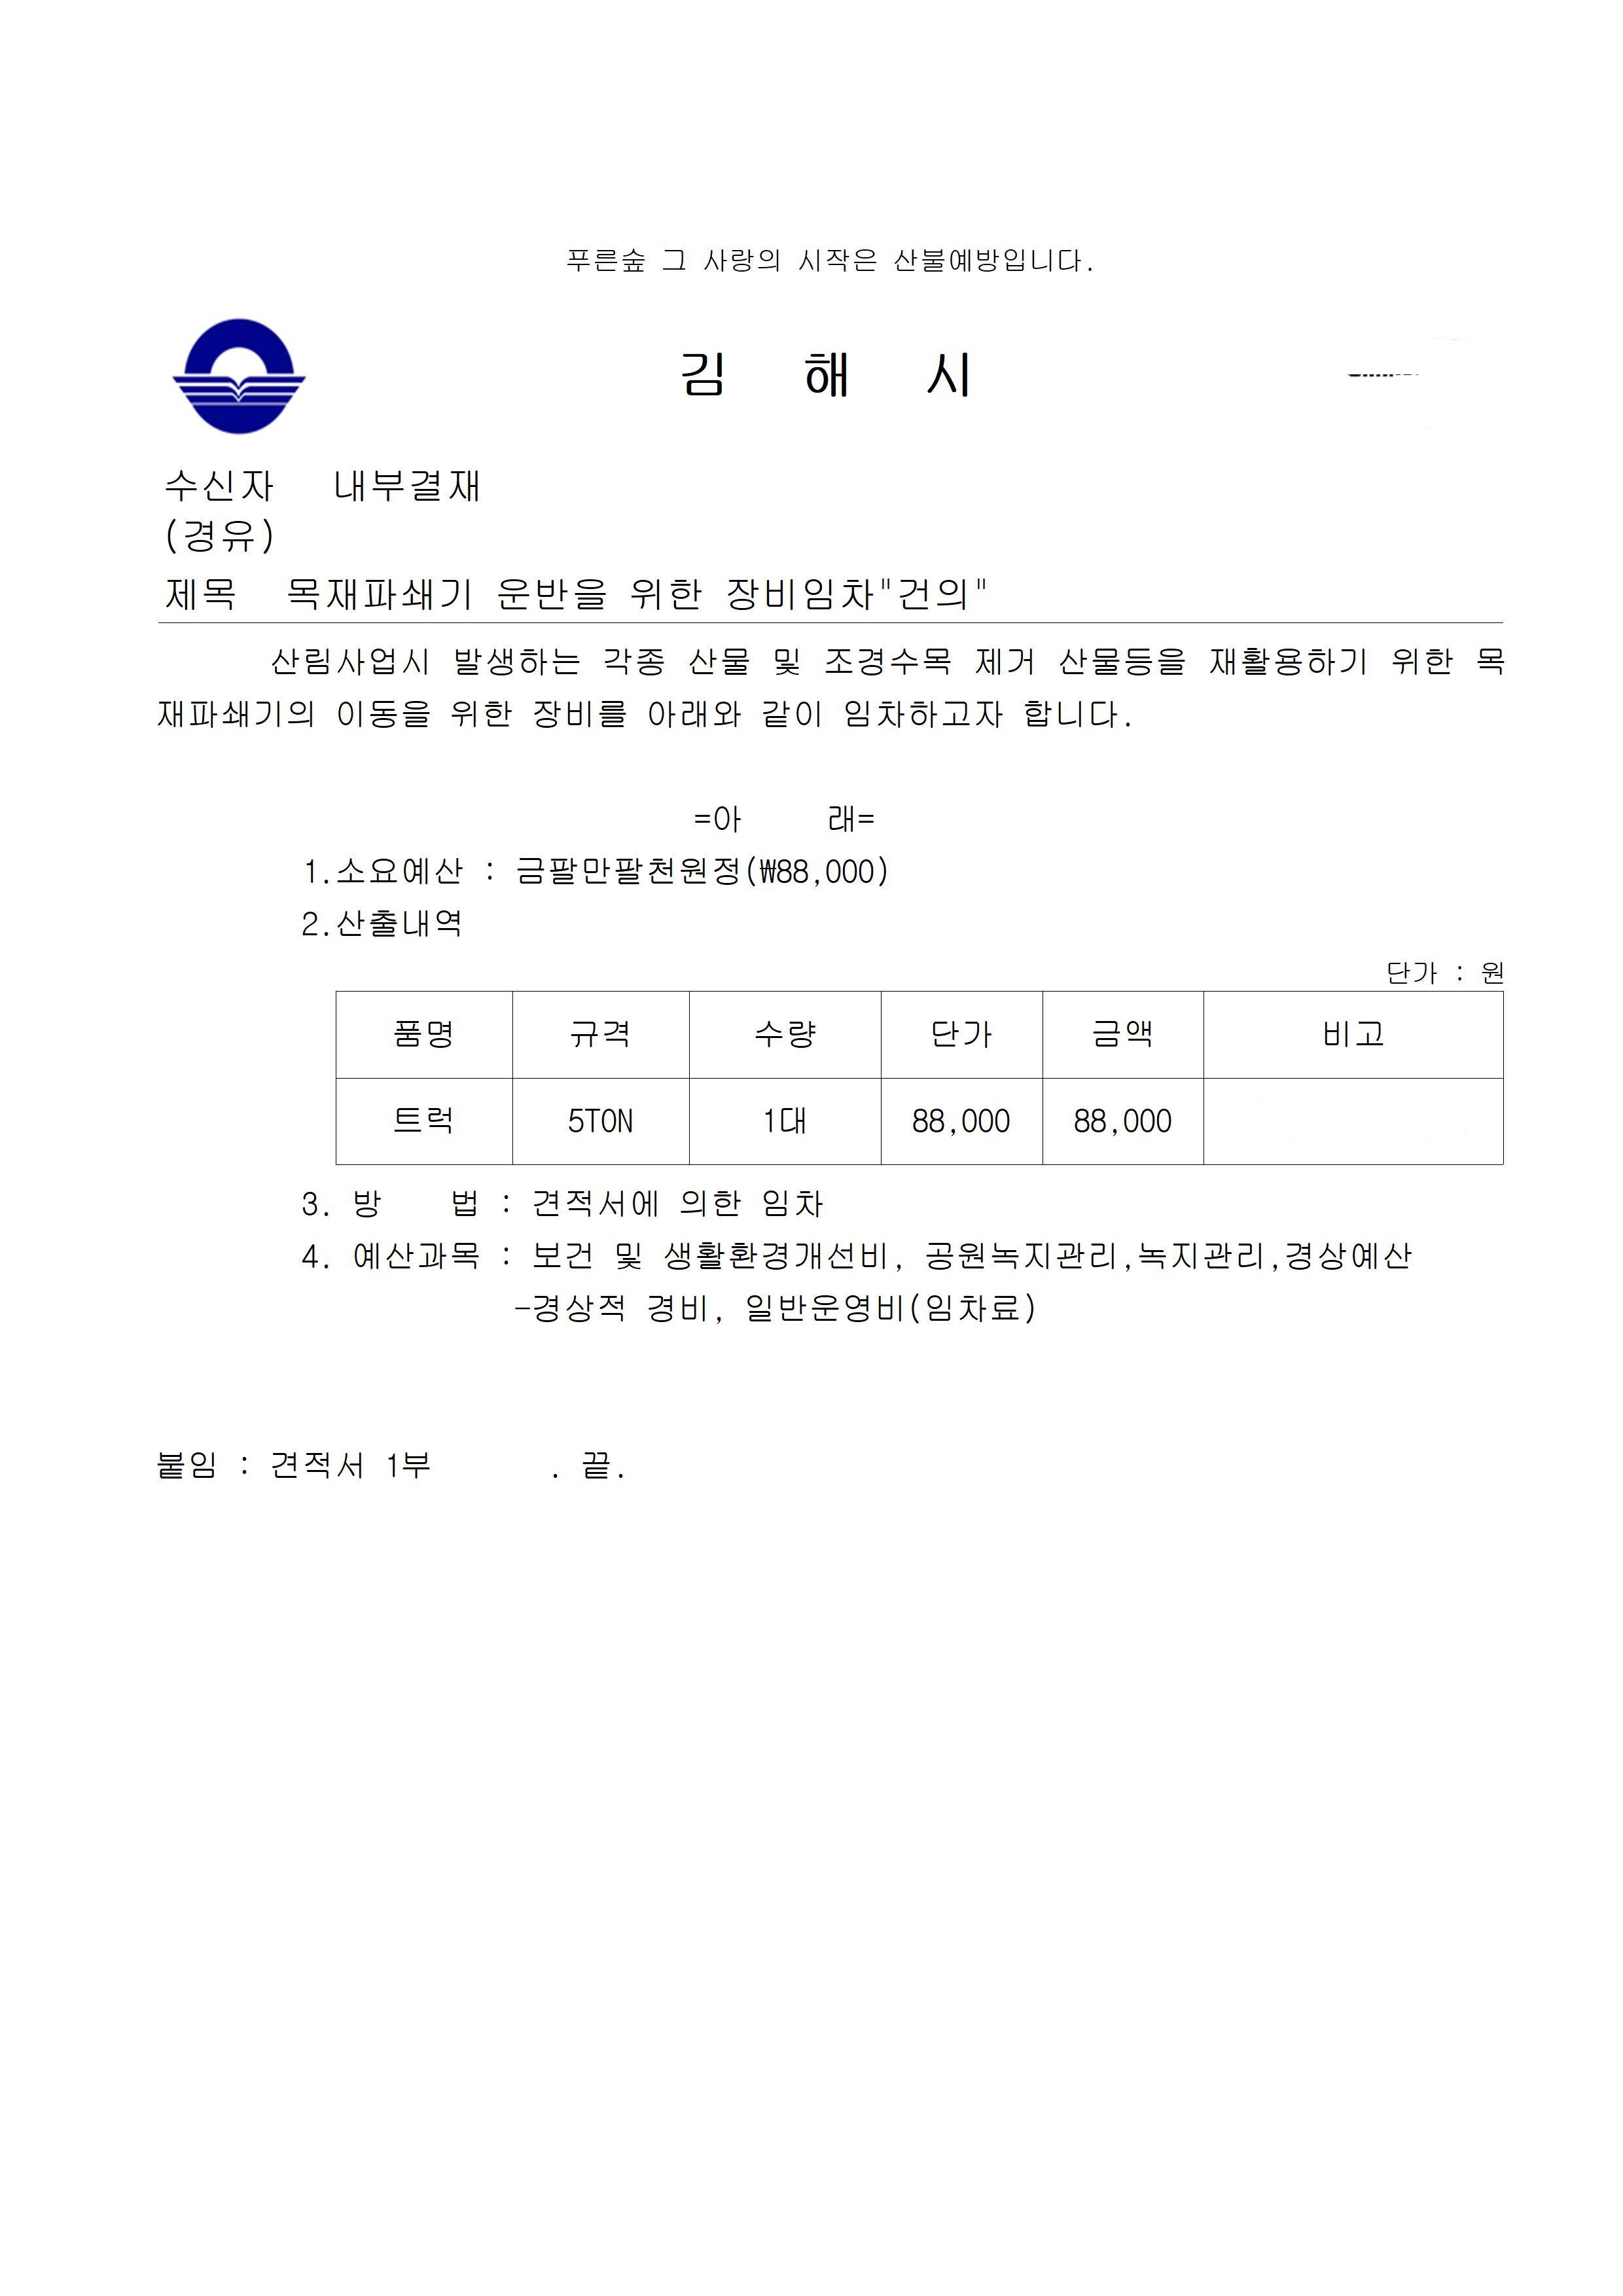 푸른숲 그 사랑의 시작은 산불예방입니다.
김 해 시
수신자 내부결재
(경유)
제목 목재파쇄기 운반을 위한 장비임차"건의"
산림사업시 발생하는 각종 산물 및 조경수목 제거 산물등을 재활용하기 위한 목
재파쇄기의 이동을 위한 장비를 아래와 같이 임차하고자 합니다.
=아 래=
1.소요예산 : 금팔만팔천원정(₩88,000)
2.산출내역
단가 : 원
품명 규격 수량 단가 금액 비고
트럭 5TON 1대 88,000 88,000
3. 방 법 : 견적서에 의한 임차
4. 예산과목 : 보건 및 생활환경개선비, 공원녹지관리,녹지관리,경상예산
-경상적 경비, 일반운영비(임차료)
붙임 : 견적서 1부 . 끝.